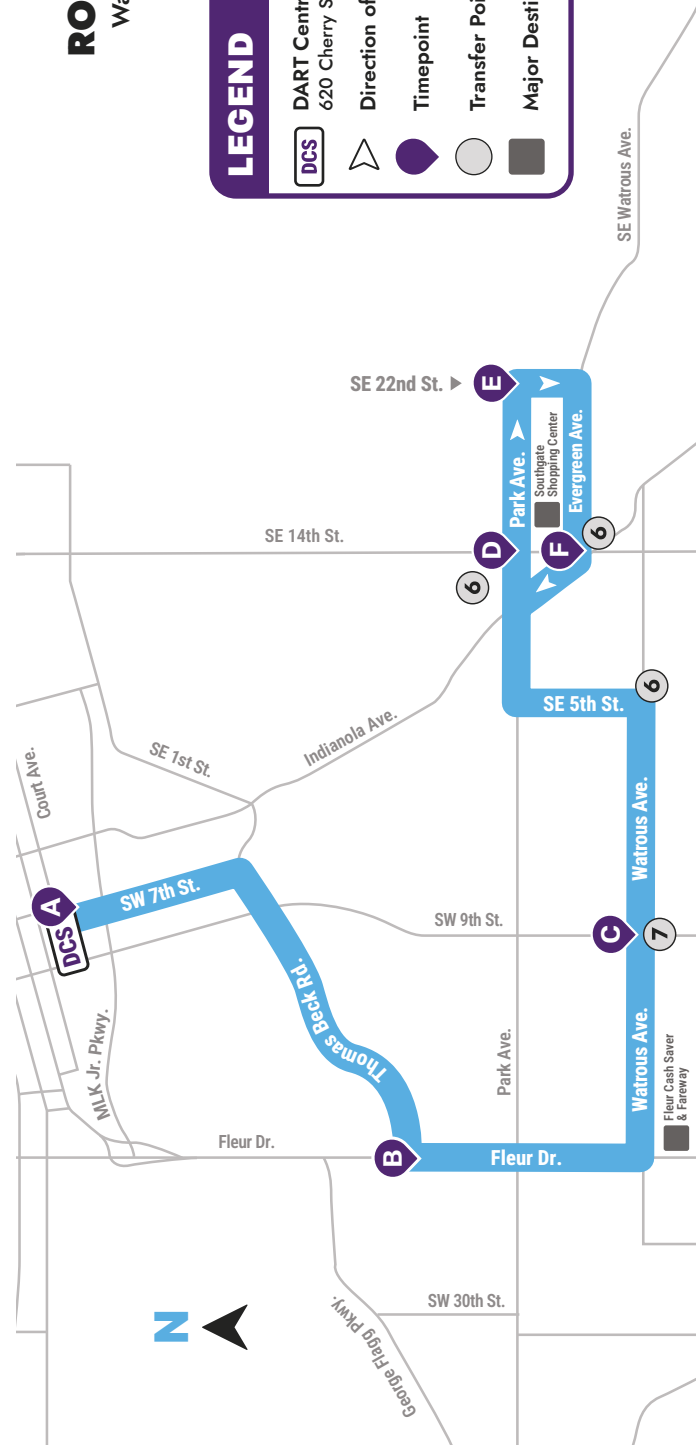 RO
Wa
LEGEND
DCS
DART Centr
620 Cherry S
Direction of
Timepoint
Transfer Poi
Major Desti
SE Watrous Ave.
SE 22nd St.
E
Park Ave.
Southgate
Shopping Center
Evergreen Ave.
SE 14th St.
D
F
6
6
SE 5th St.
6
Court Ave.
SE 1st St.
Indianola Ave.
A
DCS
SW 7th St.
Watrous Ave.
SW 9th St.
C
7
MLK Jr. Pkwy.
Thomas Beck Rd.
Park Ave.
Watrous Ave.
Fleur Cash Saver
& Fareway
Fleur Dr.
B
Fleur Dr.
N
SW 30th St.
George Flagg Pkwy.